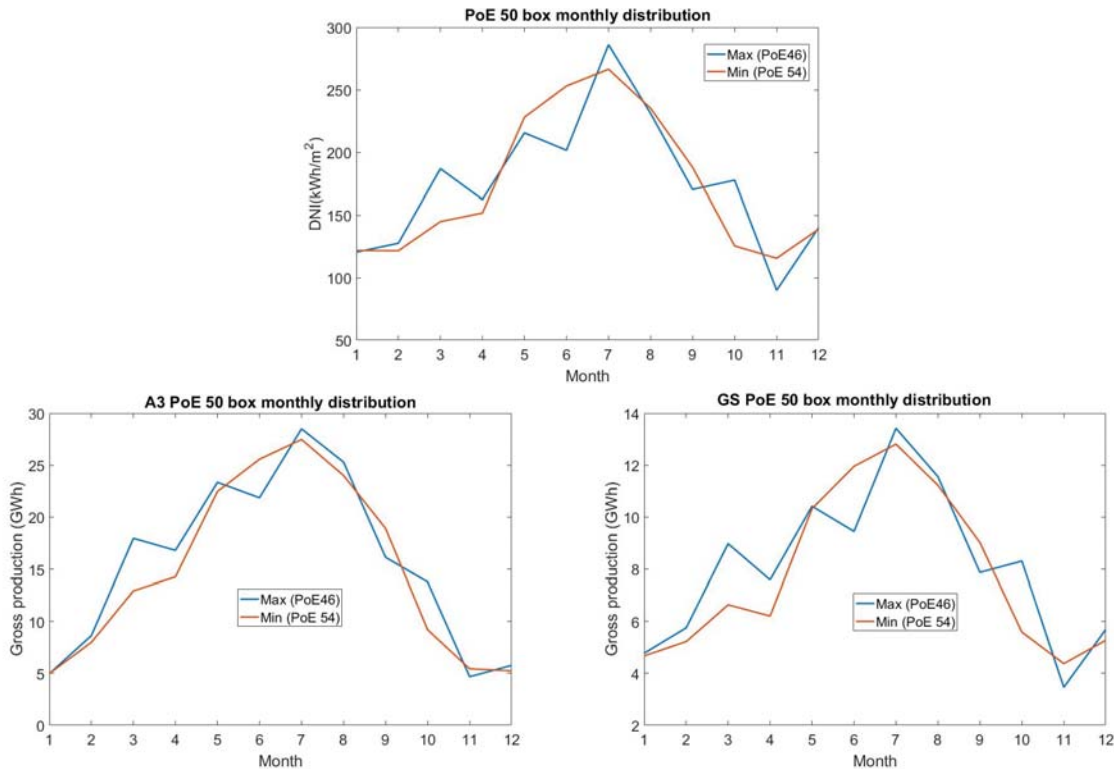 PoE 50 box monthly distribution
300
250
200
150
100
50
DNI(kWh/m²)
Max (PoE46)
Min (PoE 54)
1 2 3 4 5 6 7 8 9 10 11 12
Month
A3 PoE 50 box monthly distribution
30
25
20
15
10
5
0
Gross production (GWh)
Max (PoE46)
Min (PoE 54)
1 2 3 4 5 6 7 8 9 10 11 12
Month
GS PoE 50 box monthly distribution
14
12
10
8
6
4
2
Gross production (GWh)
Max (PoE46)
Min (PoE 54)
1 2 3 4 5 6 7 8 9 10 11 12
Month